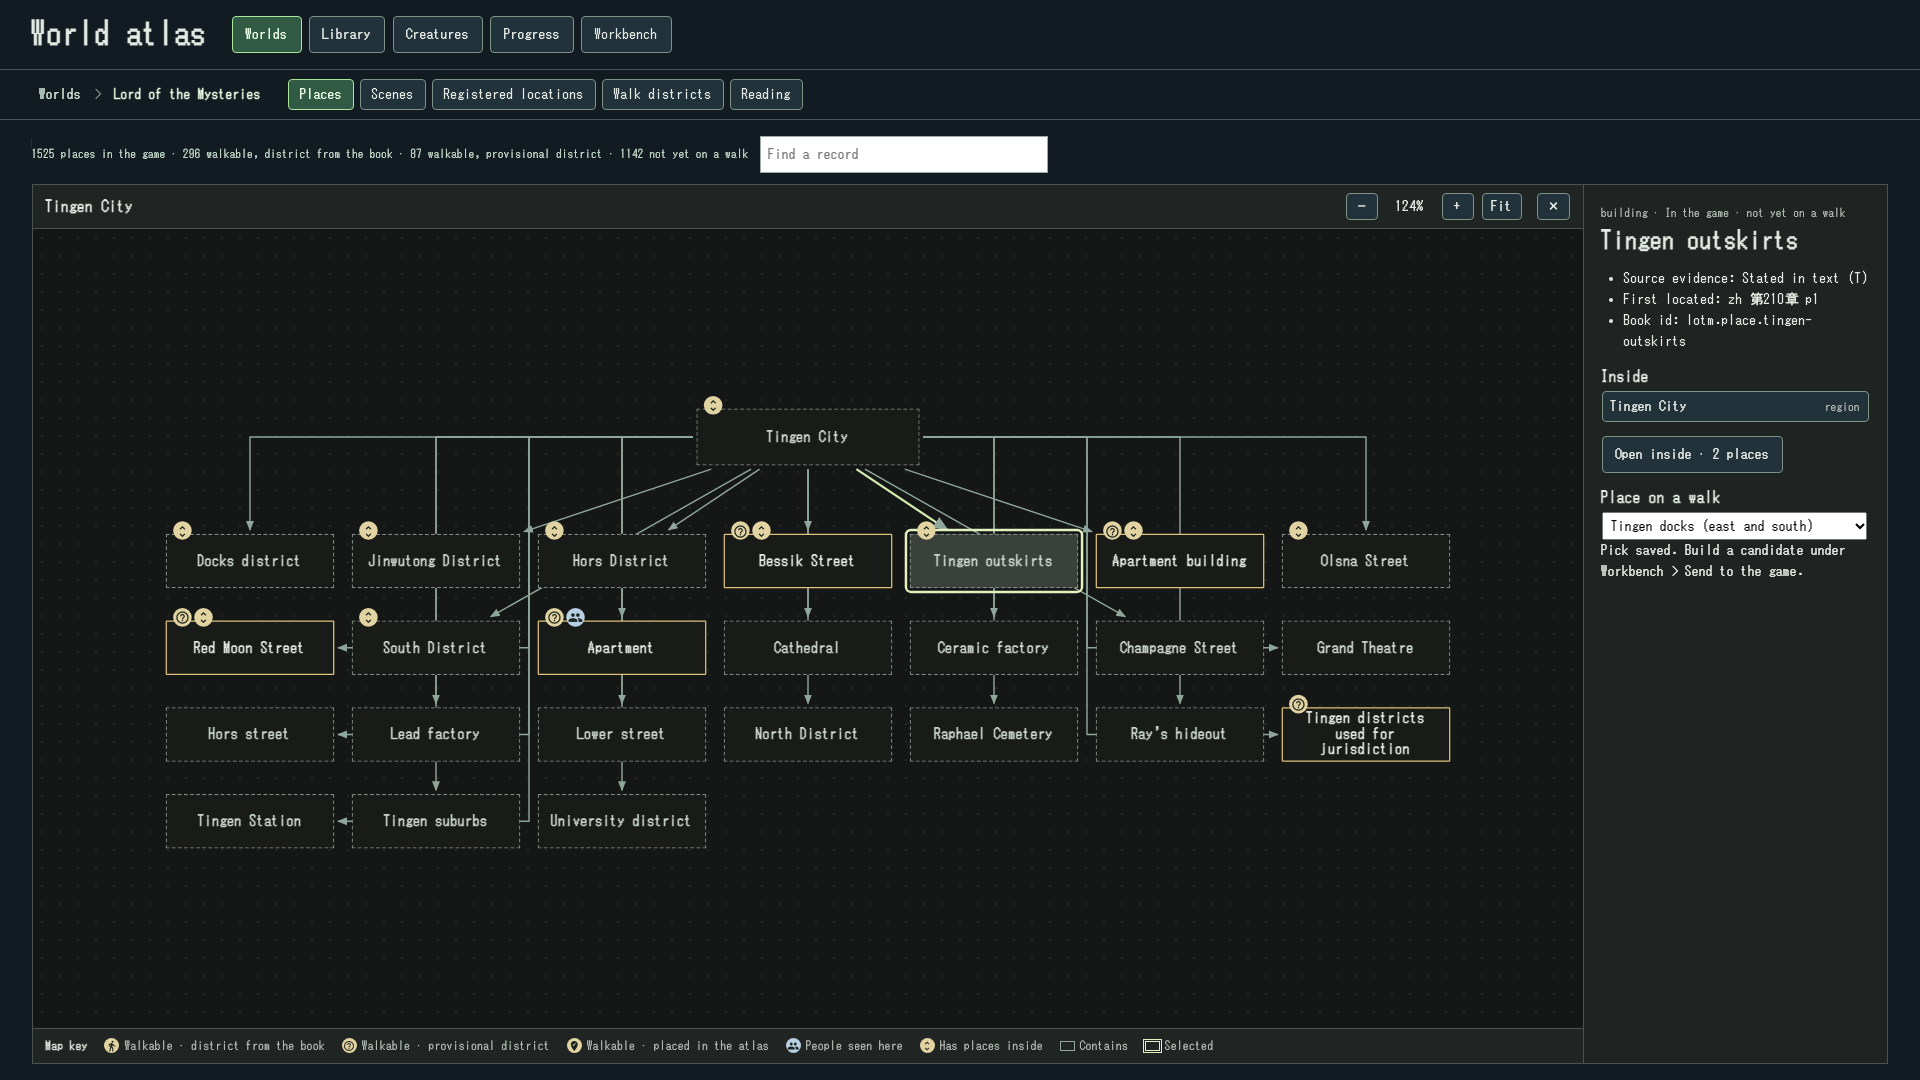 World atlas
Worlds
Library
Creatures
Progress
Workbench
Worlds > Lord of the Mysteries
Places
Scenes
Registered locations
Walk districts
Reading
1525 places in the game · 296 walkable, district from the book · 87 walkable, provisional district · 1142 not yet on a walk
Find a record
Tingen City
−
124%
+
Fit
×
Tingen City
Docks district
Jinwutong District
Hors District
Bessik Street
Tingen outskirts
Apartment building
Olsna Street
Red Moon Street
South District
Apartment
Cathedral
Ceramic factory
Champagne Street
Grand Theatre
Hors street
Lead factory
Lower street
North District
Raphael Cemetery
Ray's hideout
Tingen districts
used for
jurisdiction
Tingen Station
Tingen suburbs
University district
Map key
Walkable · district from the book
Walkable · provisional district
Walkable · placed in the atlas
People seen here
Has places inside
Contains
Selected
building · In the game · not yet on a walk
Tingen outskirts
• Source evidence: Stated in text (T)
• First located: zh 第210章 p1
• Book id: lotm.place.tingen-
outskirts
Inside
Tingen City
region
Open inside · 2 places
Place on a walk
Tingen docks (east and south)
Pick saved. Build a candidate under
Workbench > Send to the game.